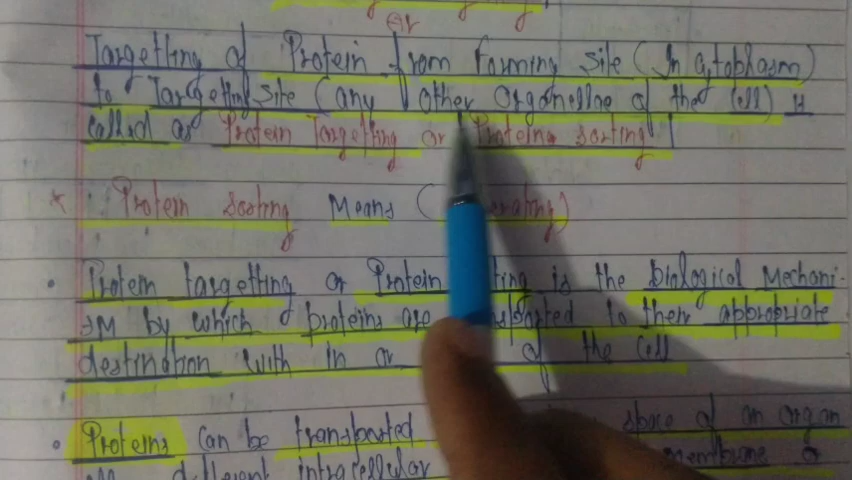 or
Targetting of Protein from Forming site (In cytoplasm)
to Targeting site (any other Organelle of the cell) is
called as Protein Targetting or Proteins sorting |
* Protein sorting Means (
• Protein targetting or Protein is the biological Mechani-
sm by which proteins are to their appropriate
destination with in or of the cell
• Proteins can be transported space of an organ
different intracellular membrane